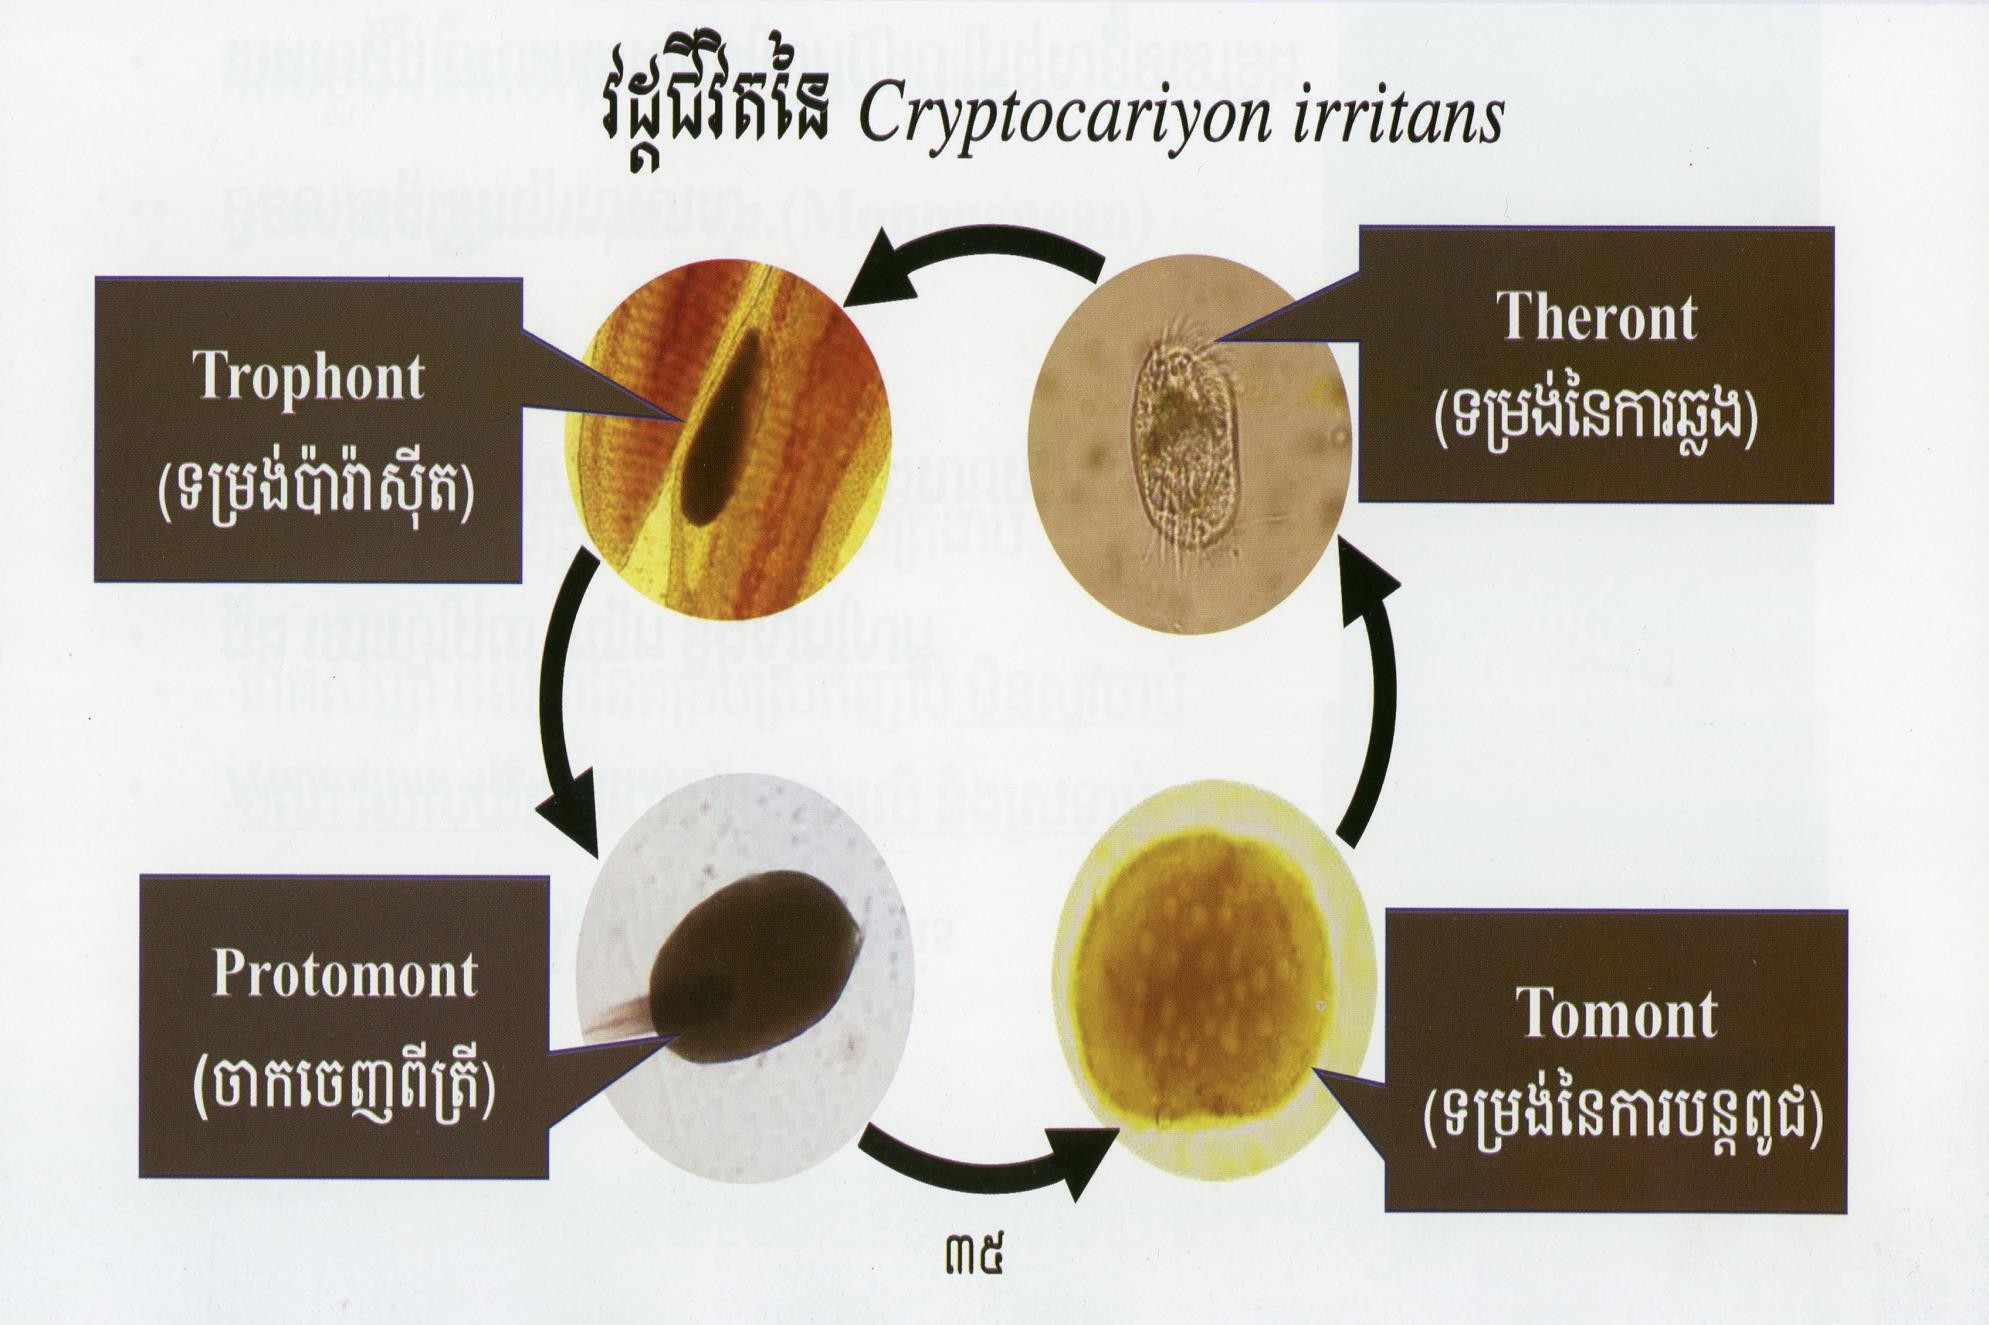 វដ្ដជីវិតនៃ Cryptocariyon irritans
Trophont
(ទម្រង់ប៉ារ៉ាស៊ីត)
Theront
(ទម្រង់នៃការឆ្លង)
Protomont
(ចាកចេញពីត្រី)
Tomont
(ទម្រង់នៃការបន្តពូជ)
៣៥